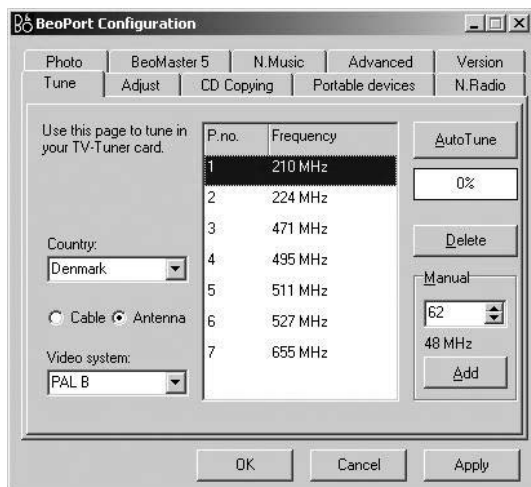 BeoPort Configuration
Photo BeoMaster 5 N.Music Advanced Version
Tune Adjust CD Copying Portable devices N.Radio
Use this page to tune in
your TV-Tuner card.
Country:
Denmark
Cable Antenna
Video system:
PAL B
P.no. Frequency
1 210 MHz
2 224 MHz
3 471 MHz
4 495 MHz
5 511 MHz
6 527 MHz
7 655 MHz
AutoTune
0%
Delete
Manual
62
48 MHz
Add
OK Cancel Apply